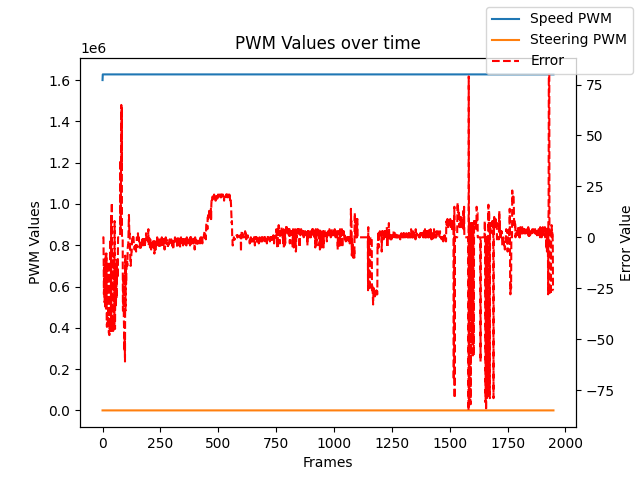 PWM Values over time
Speed PWM
Steering PWM
Error
1e6
1.6
1.4
1.2
1.0
0.8
0.6
0.4
0.2
0.0
PWM Values
75
50
25
0
−25
−50
−75
Error Value
0 250 500 750 1000 1250 1500 1750 2000
Frames